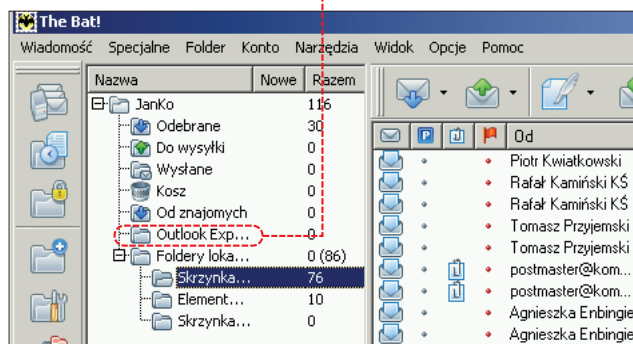 The Bat!
Wiadomość Specjalne Folder Konto Narzędzia Widok Opcje Pomoc
Nazwa Nowe Razem
JanKo 116
Odebrane 30
Do wysyłki 0
Wysłane 0
Kosz 0
Od znajomych 0
Outlook Exp... 0
Foldery loka... 0 (86)
Skrzynka... 76
Element... 10
Skrzynka... 0
Od
Piotr Kwiatkowski
Rafał Kamiński KŚ
Rafał Kamiński KŚ
Tomasz Przyjemski
Tomasz Przyjemski
postmaster@kom...
postmaster@kom...
Agnieszka Enbingie
Agnieszka Enbingie